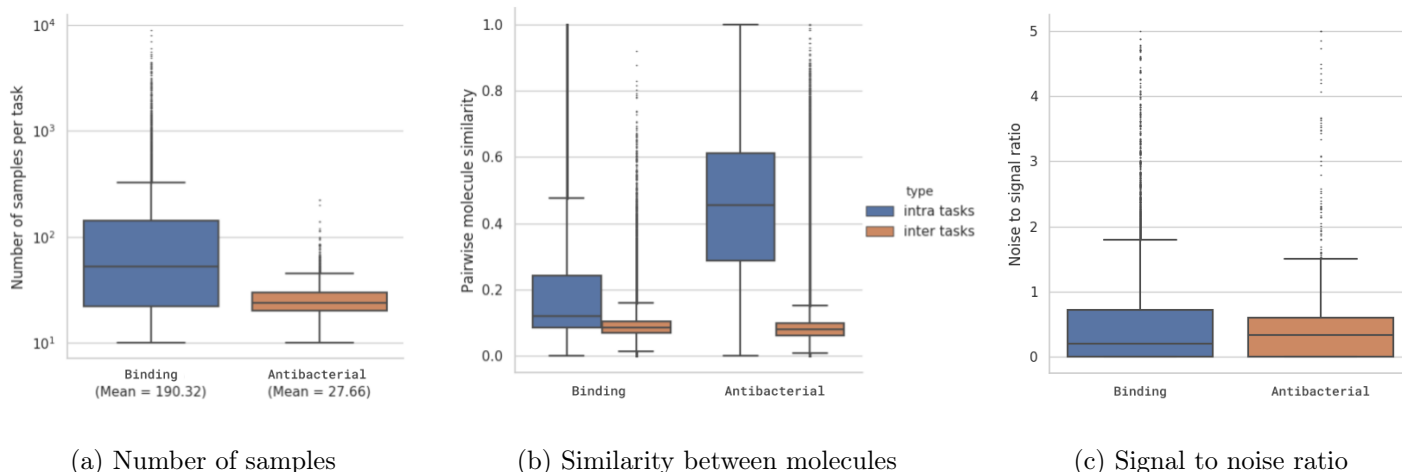 Number of samples per task
10⁴
10³
10²
10¹
Binding
(Mean = 190.32)
Antibacterial
(Mean = 27.66)
(a) Number of samples
Pairwise molecule similarity
1.0
0.8
0.6
0.4
0.2
0.0
Binding
Antibacterial
type
intra tasks
inter tasks
(b) Similarity between molecules
Noise to signal ratio
5
4
3
2
1
0
Binding
Antibacterial
(c) Signal to noise ratio